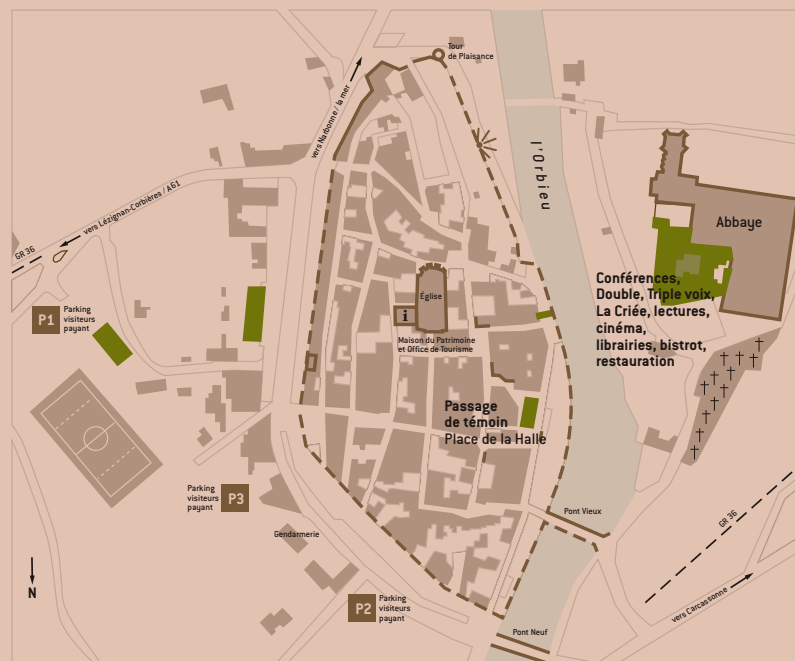 Tour
de Plaisance
vers Narbonne / la mer
l'Orbieu
vers Lézignan-Corbières / A61
GR 36
Abbaye
Conférences,
Double, Triple voix,
La Criée, lectures,
cinéma,
librairies, bistrot,
restauration
Église
i
Maison du Patrimoine
et Office de Tourisme
P1
Parking
visiteurs
payant
Passage
de témoin
Place de la Halle
Parking
visiteurs
payant
P3
Gendarmerie
Pont Vieux
GR 36
N
P2
Parking
visiteurs
payant
vers Carcassonne
Pont Neuf